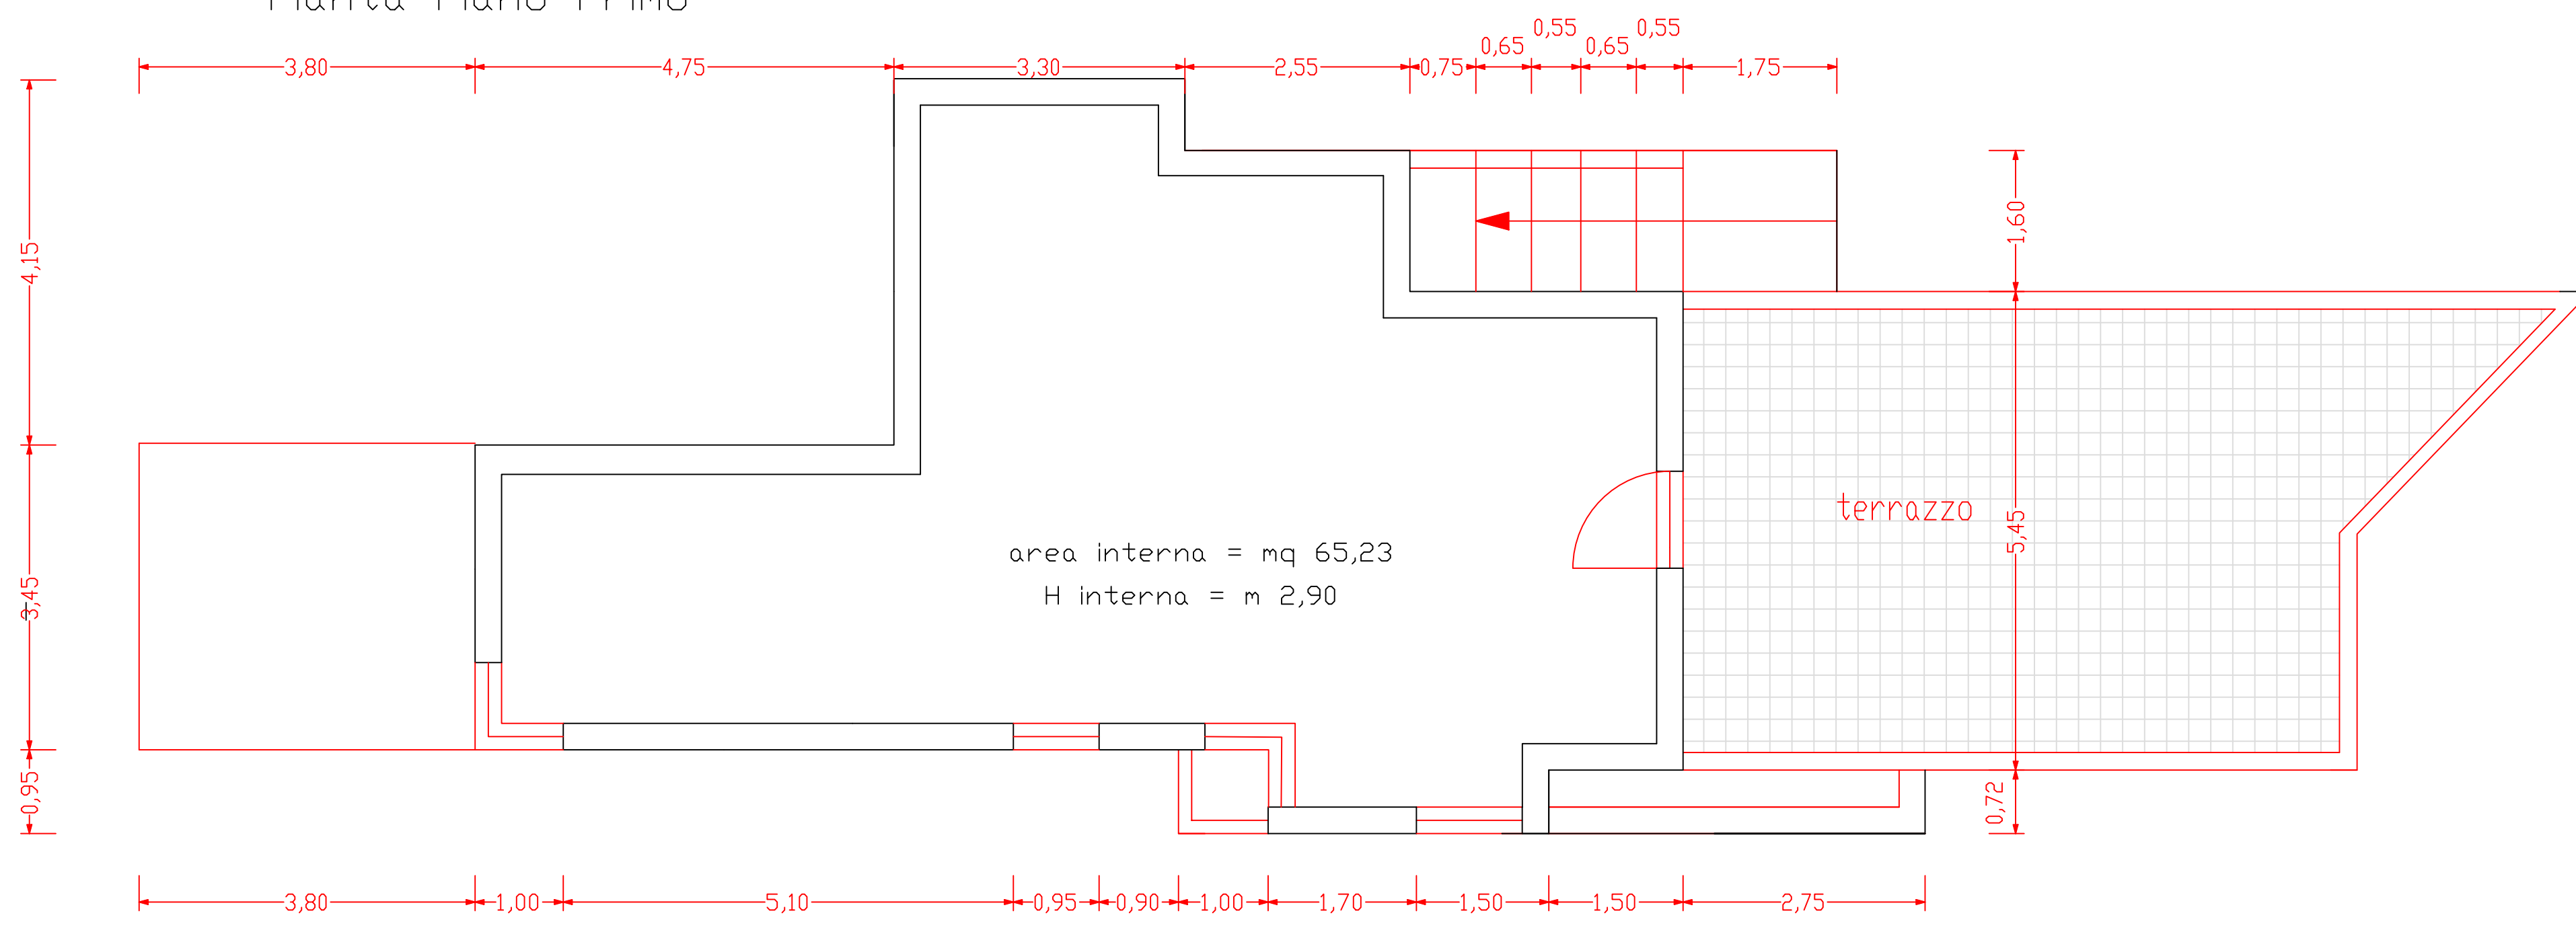 Pianta Piano Primo
0,55 0,55
0,65 0,65
3,80 4,75 3,30 2,55 0,75 1,75
4,15
1,60
3,45
terrazzo
5,45
area interna = mq 65,23
H interna = m 2,90
0,95
0,72
3,80 1,00 5,10 0,95 0,90 1,00 1,70 1,50 1,50 2,75